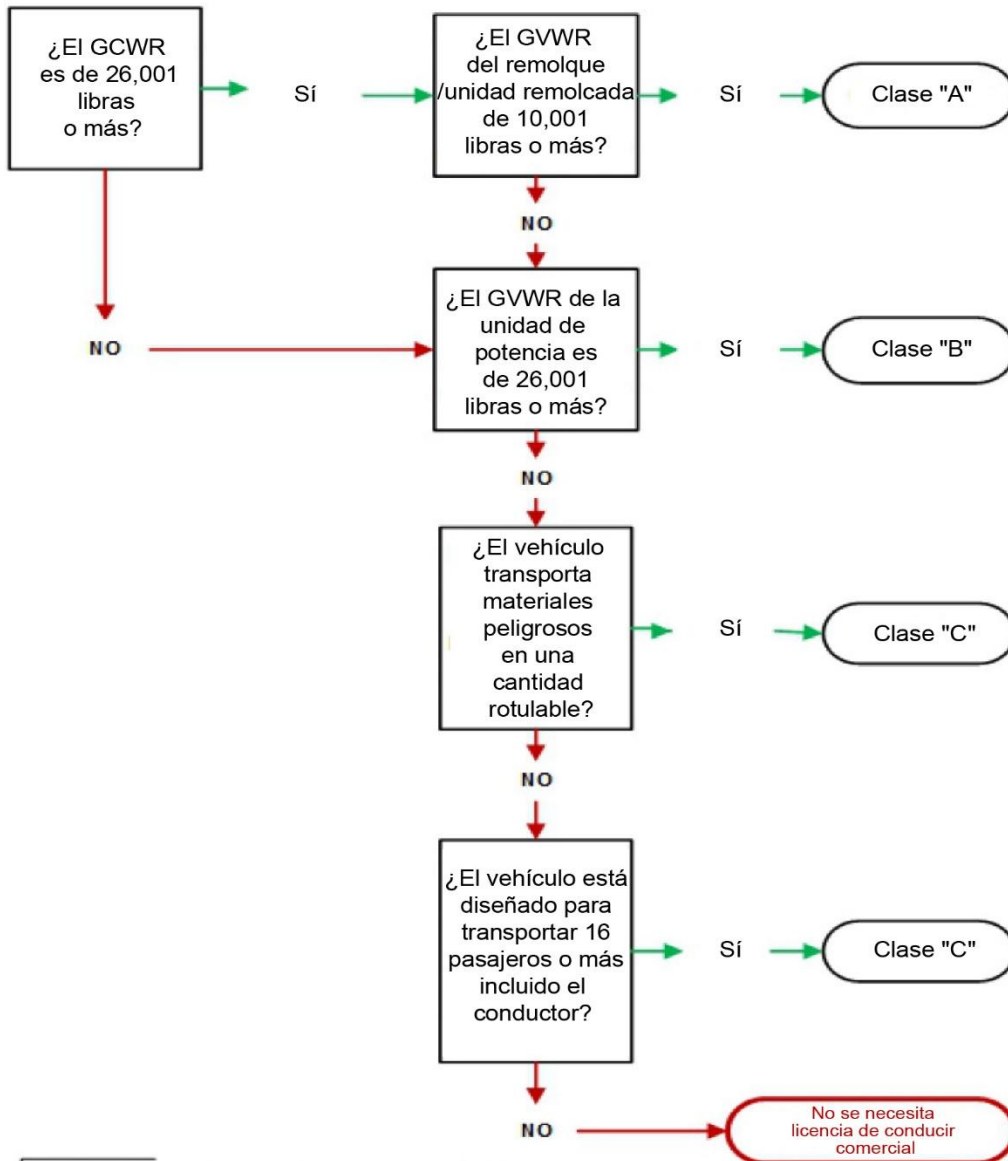 ¿El GCWR
es de 26,001
libras
o más?
Sí
¿El GVWR
del remolque
/unidad remolcada
de 10,001
libras o más?
Sí
Clase "A"
NO
NO
¿El GVWR de la
unidad de
potencia es
de 26,001
libras o más?
Sí
Clase "B"
NO
¿El vehículo
transporta
materiales
peligrosos
en una
cantidad
rotulable?
Sí
Clase "C"
NO
¿El vehículo está
diseñado para
transportar 16
pasajeros o más
incluido el
conductor?
Sí
Clase "C"
NO
No se necesita
licencia de conducir
comercial